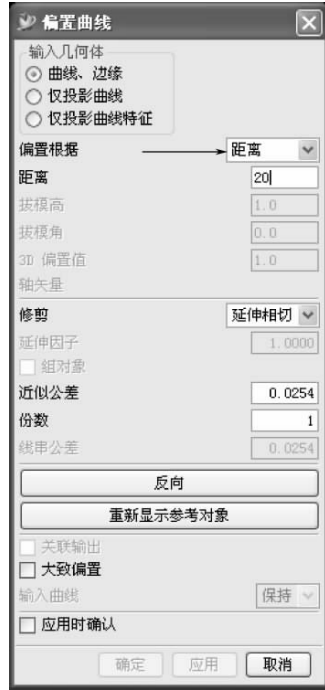 偏置曲线
输入几何体
曲线、边缘
仅投影曲线
仅投影曲线特征
偏置根据 距离
距离 20
拔模高 1.0
拔模角 0.0
3D 偏置值 1.0
轴矢量
修剪 延伸相切
延伸因子 1.0000
组对象
近似公差 0.0254
份数 1
线串公差 0.0254
反向
重新显示参考对象
关联输出
大致偏置
输入曲线 保持
应用时确认
确定 应用 取消